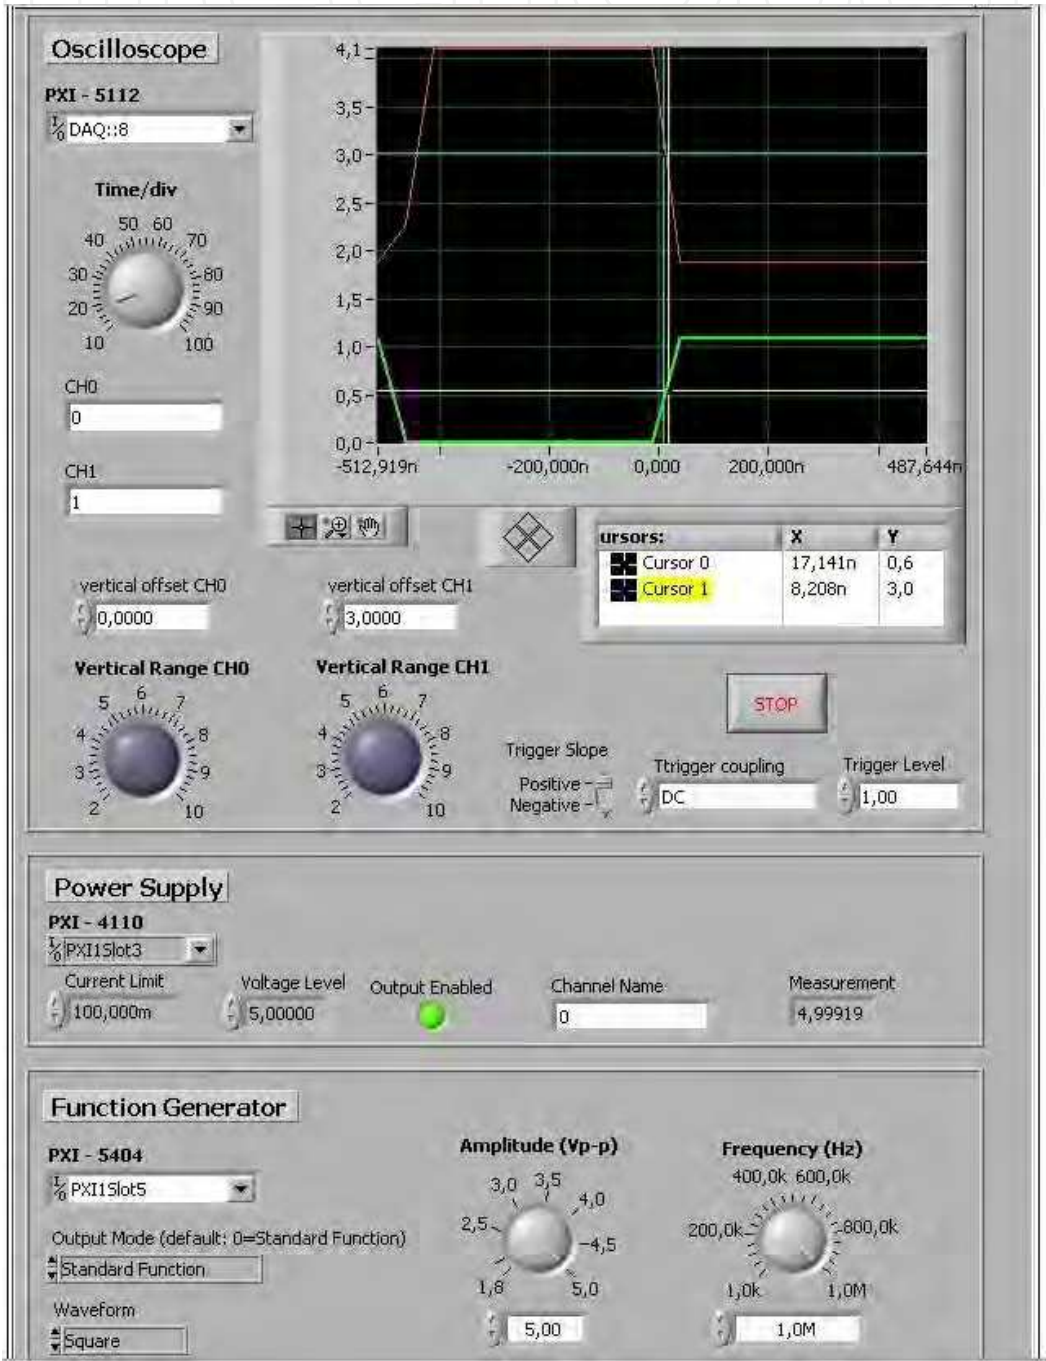 Oscilloscope
PXI - 5112
DAQ::8
Time/div
50 60
40 70
30 80
20 90
10 100
CH0
0
CH1
1
4,1
3,5
3,0
2,5
2,0
1,5
1,0
0,5
0,0
-512,919n -200,000n 0,000 200,000n 487,644n
ursors: X Y
Cursor 0 17,141n 0,6
Cursor 1 8,208n 3,0
vertical offset CH0 vertical offset CH1
0,0000 3,0000
Vertical Range CH0 Vertical Range CH1
5 6 7 5 6 7
4 8 4 8
3 9 3 9
2 10 2 10
STOP
Trigger Slope
Positive
Negative
Ttrigger coupling
DC
Trigger Level
1,00
Power Supply
PXI - 4110
PXI1Slot3
Current Limit Voltage Level Output Enabled Channel Name Measurement
100,000m 5,00000 0 4,99919
Function Generator
PXI - 5404
PXI1Slot5
Output Mode (default: 0=Standard Function)
Standard Function
Waveform
Square
Amplitude (Vp-p)
3,0 3,5 4,0
2,5 4,5
1,8 5,0
5,00
Frequency (Hz)
400,0k 600,0k
200,0k 800,0k
1,0k 1,0M
1,0M